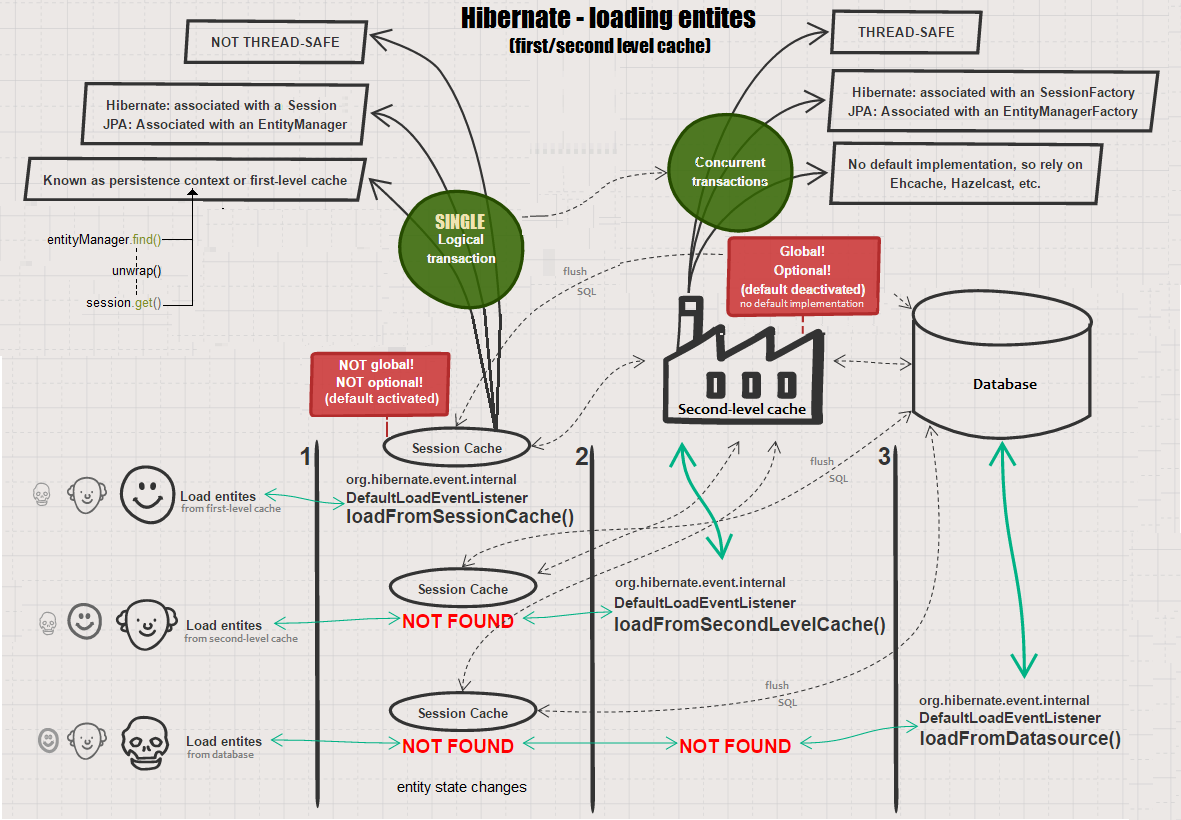 Hibernate - loading entites
(first/second level cache)
NOT THREAD-SAFE
Hibernate: associated with a Session
JPA: Associated with an EntityManager
Known as persistence context or first-level cache
entityManager.find()
unwrap()
session.get()
SINGLE
Logical
transaction
Concurrent
transactions
THREAD-SAFE
Hibernate: associated with an SessionFactory
JPA: Associated with an EntityManagerFactory
No default implementation, so rely on
Ehcache, Hazelcast, etc.
flush
SQL
Global!
Optional!
(default deactivated)
no default implementation
NOT global!
NOT optional!
(default activated)
Second-level cache
Database
Session Cache
1
2
3
Load entites
from first-level cache
org.hibernate.event.internal
DefaultLoadEventListener
loadFromSessionCache()
flush
SQL
Session Cache
Load entites
from second-level cache
NOT FOUND
org.hibernate.event.internal
DefaultLoadEventListener
loadFromSecondLevelCache()
flush
SQL
Session Cache
Load entites
from database
NOT FOUND
NOT FOUND
org.hibernate.event.internal
DefaultLoadEventListener
loadFromDatasource()
entity state changes